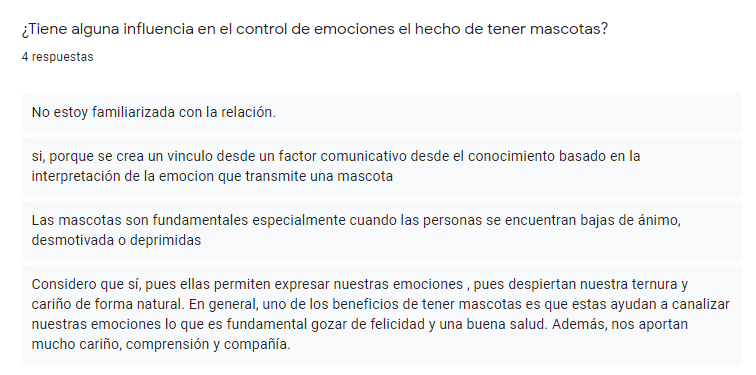 ¿Tiene alguna influencia en el control de emociones el hecho de tener mascotas?
4 respuestas
No estoy familiarizada con la relación.
si, porque se crea un vinculo desde un factor comunicativo desde el conocimiento basado en la
interpretación de la emocion que transmite una mascota
Las mascotas son fundamentales especialmente cuando las personas se encuentran bajas de ánimo,
desmotivada o deprimidas
Considero que sí, pues ellas permiten expresar nuestras emociones , pues despiertan nuestra ternura y
cariño de forma natural. En general, uno de los beneficios de tener mascotas es que estas ayudan a canalizar
nuestras emociones lo que es fundamental gozar de felicidad y una buena salud. Además, nos aportan
mucho cariño, comprensión y compañía.